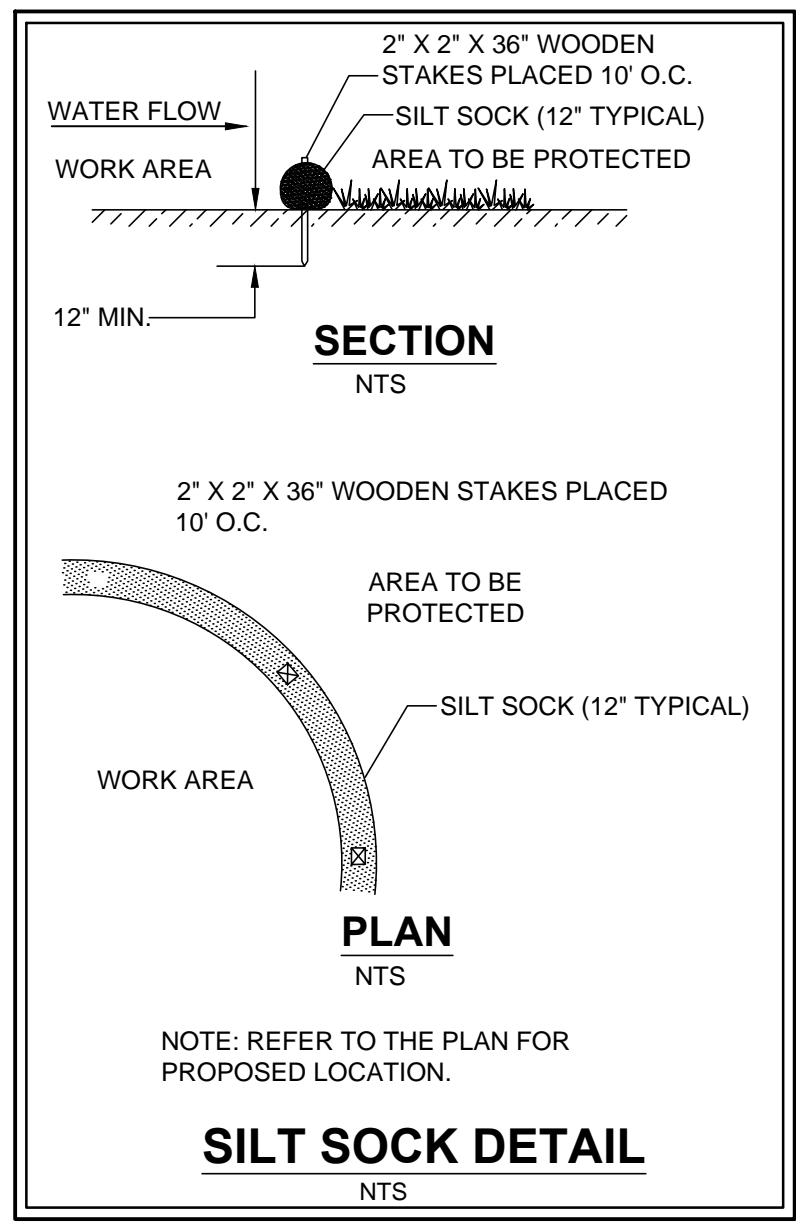 2" X 2" X 36" WOODEN
STAKES PLACED 10' O.C.
WATER FLOW
SILT SOCK (12" TYPICAL)
WORK AREA
AREA TO BE PROTECTED
12" MIN.
SECTION
NTS
2" X 2" X 36" WOODEN STAKES PLACED
10' O.C.
AREA TO BE
PROTECTED
SILT SOCK (12" TYPICAL)
WORK AREA
PLAN
NTS
NOTE: REFER TO THE PLAN FOR
PROPOSED LOCATION.
SILT SOCK DETAIL
NTS